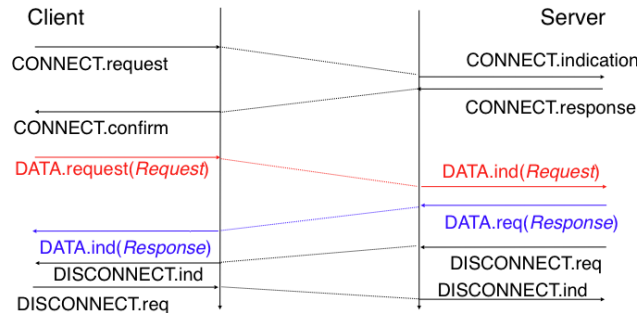 Client
Server
CONNECT.request
CONNECT.indication
CONNECT.response
CONNECT.confirm
DATA.request(Request)
DATA.ind(Request)
DATA.req(Response)
DATA.ind(Response)
DISCONNECT.req
DISCONNECT.ind
DISCONNECT.ind
DISCONNECT.req